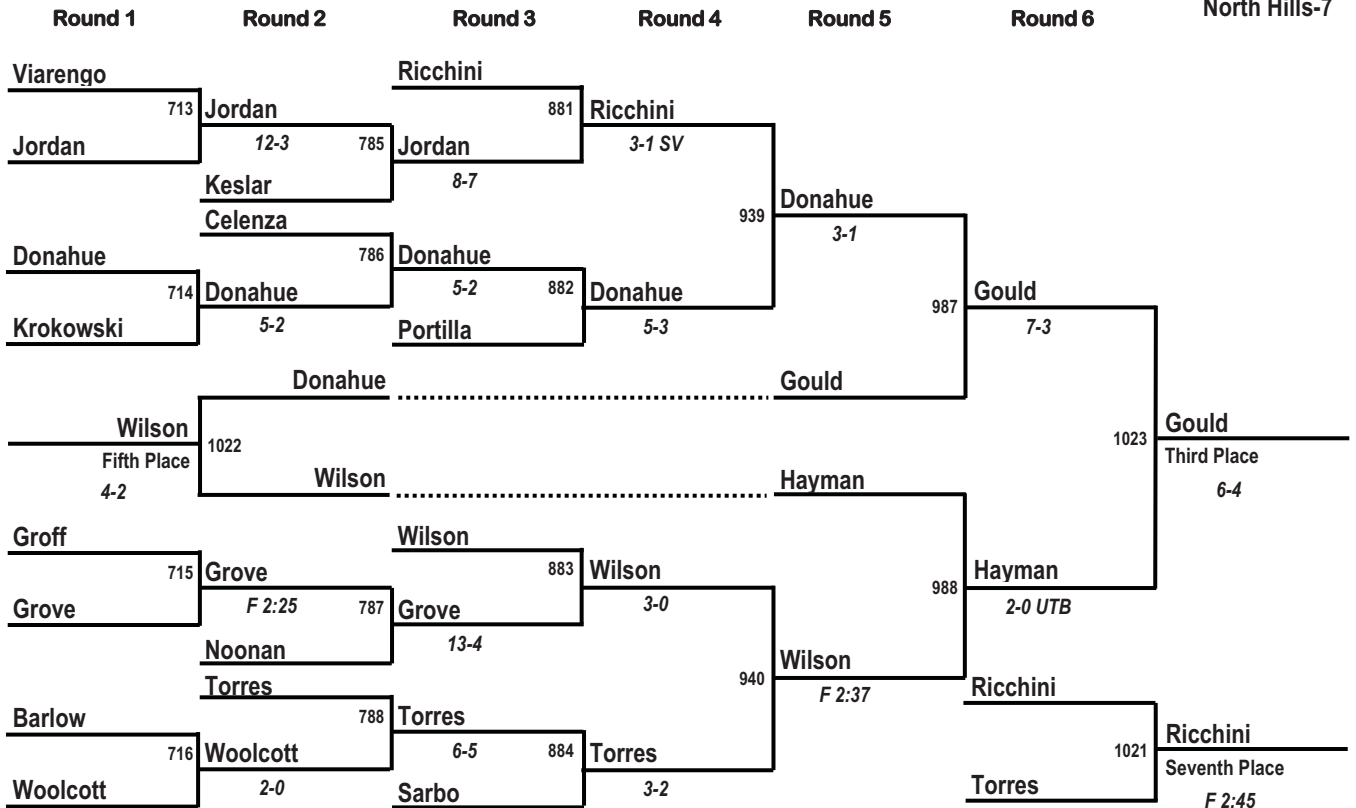 North Hills-7
Round 1 Round 2 Round 3 Round 4 Round 5 Round 6
Viarengo Ricchini
713 Jordan 881 Ricchini
12-3 785 3-1 SV
Jordan Jordan
8-7
Keslar Donahue
939
Celenza 3-1
Donahue 786 Donahue
5-2 882
714 Donahue Donahue 987 Gould
5-2 5-3 7-3
Krokowski Portilla
Donahue Gould
Wilson 1022 1023 Gould
Fifth Place Third Place
4-2 6-4
Wilson Hayman
Groff Wilson
715 Grove 883 Wilson 988 Hayman
F 2:25 787 3-0 2-0 UTB
Grove Grove
13-4
Noonan Wilson
940
Torres F 2:37 Ricchini
Barlow 788 Torres
6-5 884
716 Woolcott Torres 1021 Ricchini
2-0 3-2 Seventh Place
Woolcott Sarbo Torres F 2:45